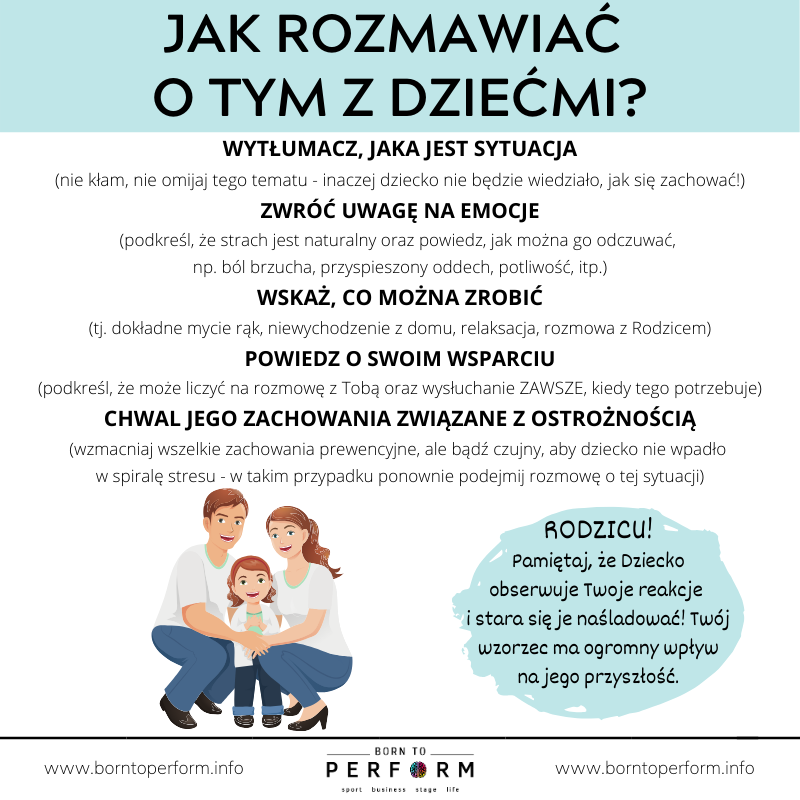 JAK ROZMAWIAĆ
O TYM Z DZIEĆMI?
WYTŁUMACZ, JAKA JEST SYTUACJA
(nie kłam, nie omijaj tego tematu - inaczej dziecko nie będzie wiedziało, jak się zachować!)
ZWRÓĆ UWAGĘ NA EMOCJE
(podkreśl, że strach jest naturalny oraz powiedz, jak można go odczuwać,
np. ból brzucha, przyspieszony oddech, potliwość, itp.)
WSKAŻ, CO MOŻNA ZROBIĆ
(tj. dokładne mycie rąk, niewychodzenie z domu, relaksacja, rozmowa z Rodzicem)
POWIEDZ O SWOIM WSPARCIU
(podkreśl, że może liczyć na rozmowę z Tobą oraz wysłuchanie ZAWSZE, kiedy tego potrzebuje)
CHWAL JEGO ZACHOWANIA ZWIĄZANE Z OSTROŻNOŚCIĄ
(wzmacniaj wszelkie zachowania prewencyjne, ale bądź czujny, aby dziecko nie wpadło
w spiralę stresu - w takim przypadku ponownie podejmij rozmowę o tej sytuacji)
RODZICU!
Pamiętaj, że Dziecko
obserwuje Twoje reakcje
i stara się je naśladować! Twój
wzorzec ma ogromny wpływ
na jego przyszłość.
www.borntoperform.info
BORN TO
PERFORM
sport business stage life
www.borntoperform.info